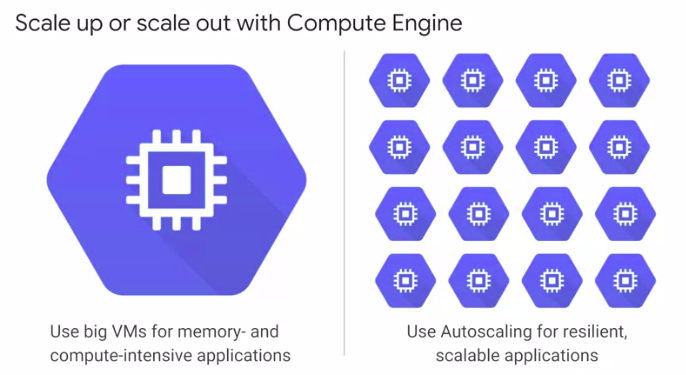 Scale up or scale out with Compute Engine
Use big VMs for memory- and
compute-intensive applications
Use Autoscaling for resilient,
scalable applications